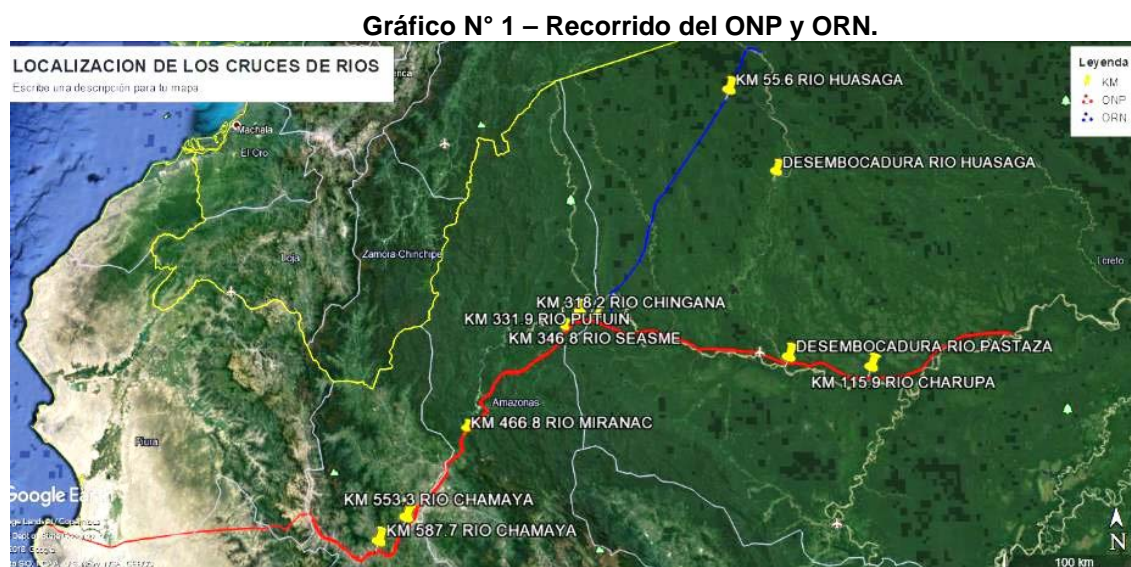 Gráfico N° 1 – Recorrido del ONP y ORN.
LOCALIZACION DE LOS CRUCES DE RIOS
Escribe una descripción para tu mapa.
Leyenda
KM
ONP
ORN
KM 55.6 RIO HUASAGA
Machala
El Oro
DESEMBOCADURA RIO HUASAGA
Zamora Chinchipe
Loja
Loreto
KM 318.2 RIO CHINGANA
KM 331.9 RIO PUTUIN
KM 346.8 RIO SEASME
DESEMBOCADURA RIO PASTAZA
KM 115.9 RIO CHARUPA
Amazonas
KM 466.8 RIO MIRANAC
Piura
Google Earth
KM 553.3 RIO CHAMAYA
KM 587.7 RIO CHAMAYA
N
100 km